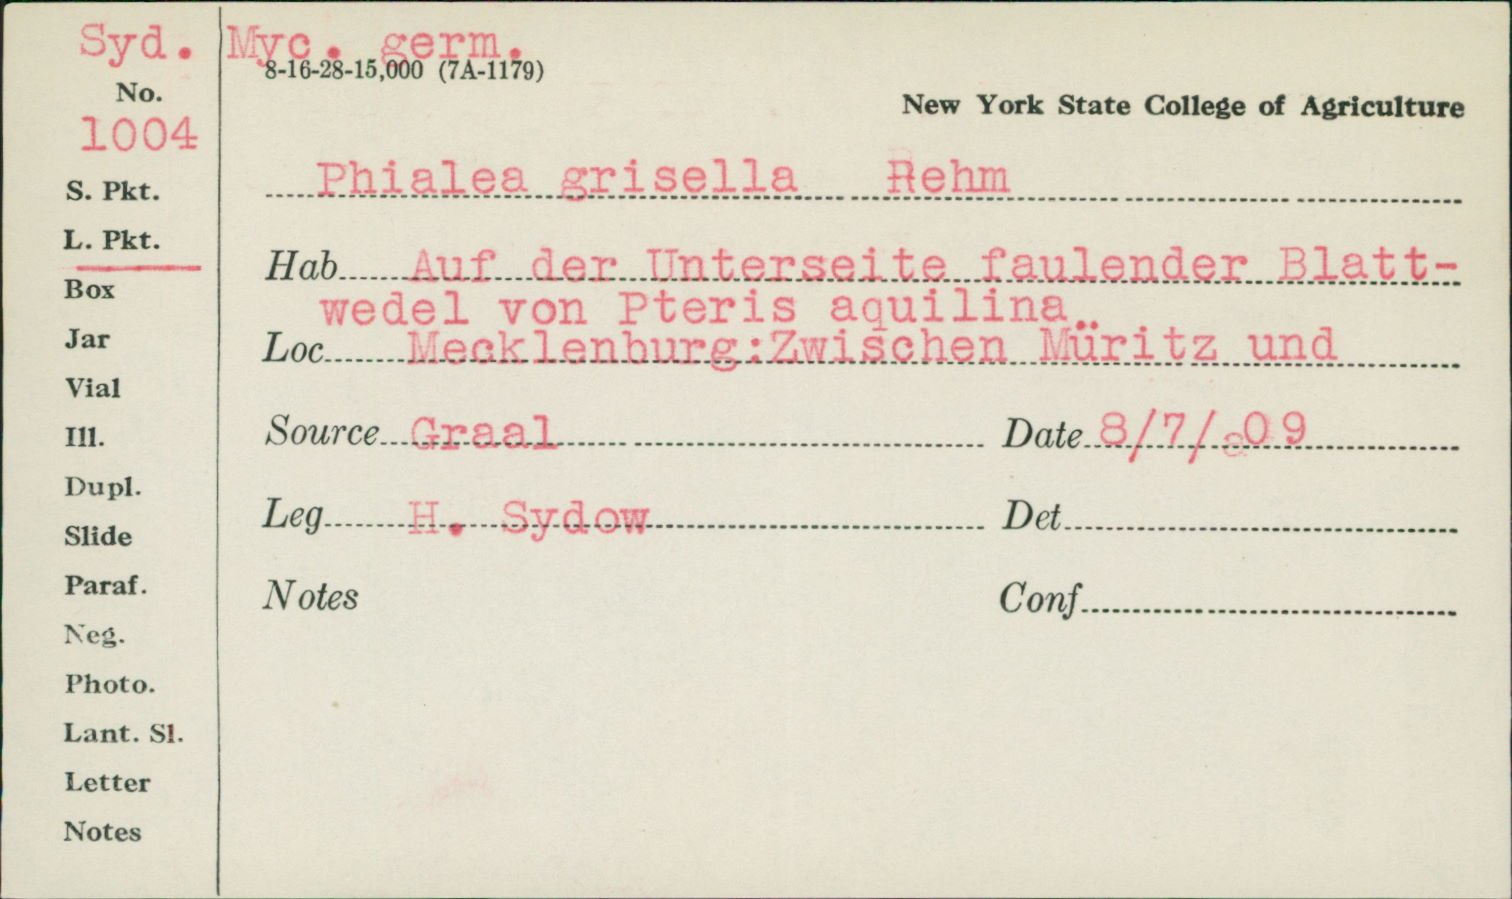 Syd. Myc. germ.
8-16-28-15,000 (7A-1179)
No.
1004
New York State College of Agriculture
S. Pkt.
L. Pkt.
Box
Jar
Vial
Ill.
Dupl.
Slide
Paraf.
Neg.
Photo.
Lant. Sl.
Letter
Notes
Phialea grisella Rehm
Hab. Auf der Unterseite faulender Blatt-
wedel von Pteris aquilina.
Loc. Mecklenburg:Zwischen Müritz und
Source Graal Date 8/7/09
Leg. H. Sydow Det.
Notes Conf.